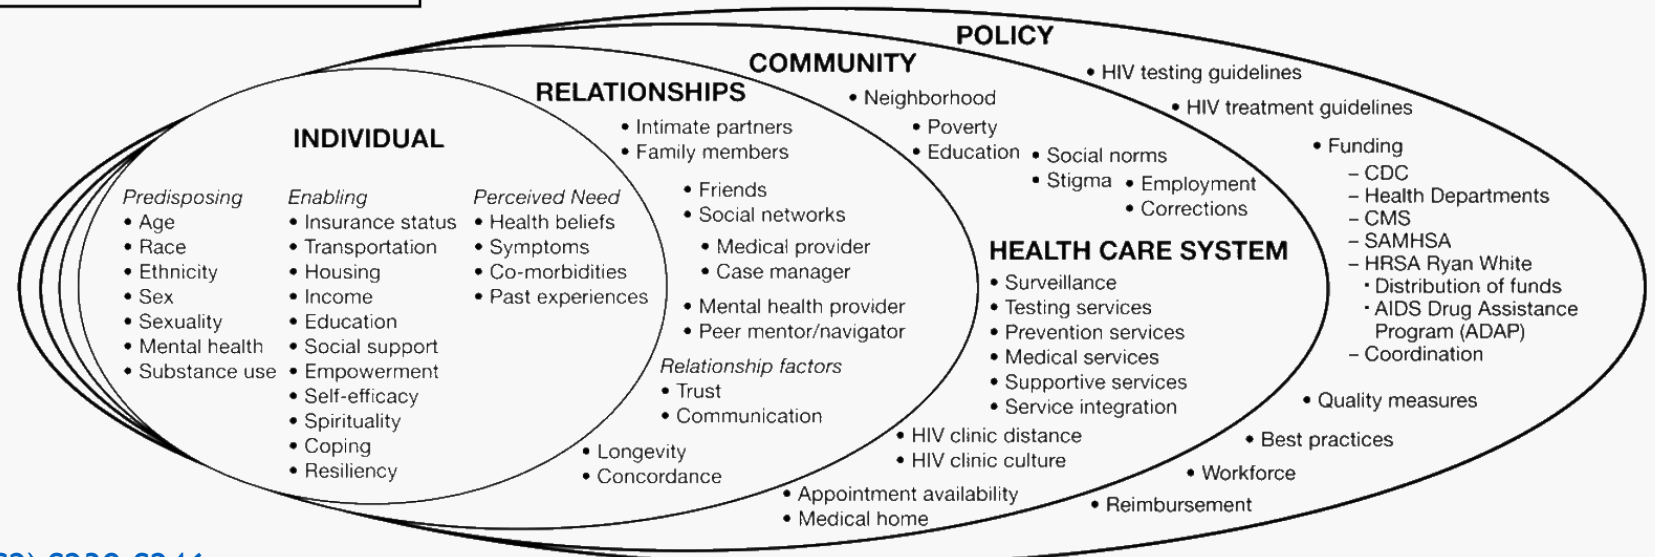 POLICY
COMMUNITY
RELATIONSHIPS
INDIVIDUAL
Predisposing
• Age
• Race
• Ethnicity
• Sex
• Sexuality
• Mental health
• Substance use
Enabling
• Insurance status
• Transportation
• Housing
• Income
• Education
• Social support
• Empowerment
• Self-efficacy
• Spirituality
• Coping
• Resiliency
Perceived Need
• Health beliefs
• Symptoms
• Co-morbidities
• Past experiences
• Intimate partners
• Family members
• Friends
• Social networks
• Medical provider
• Case manager
• Mental health provider
• Peer mentor/navigator
Relationship factors
• Trust
• Communication
• Longevity
• Concordance
• Neighborhood
• Poverty
• Education
• Social norms
• Stigma
• Employment
• Corrections
HEALTH CARE SYSTEM
• Surveillance
• Testing services
• Prevention services
• Medical services
• Supportive services
• Service integration
• HIV clinic distance
• HIV clinic culture
• Appointment availability
• Medical home
• HIV testing guidelines
• HIV treatment guidelines
• Funding
– CDC
– Health Departments
– CMS
– SAMHSA
– HRSA Ryan White
· Distribution of funds
· AIDS Drug Assistance
Program (ADAP)
– Coordination
• Quality measures
• Best practices
• Workforce
• Reimbursement